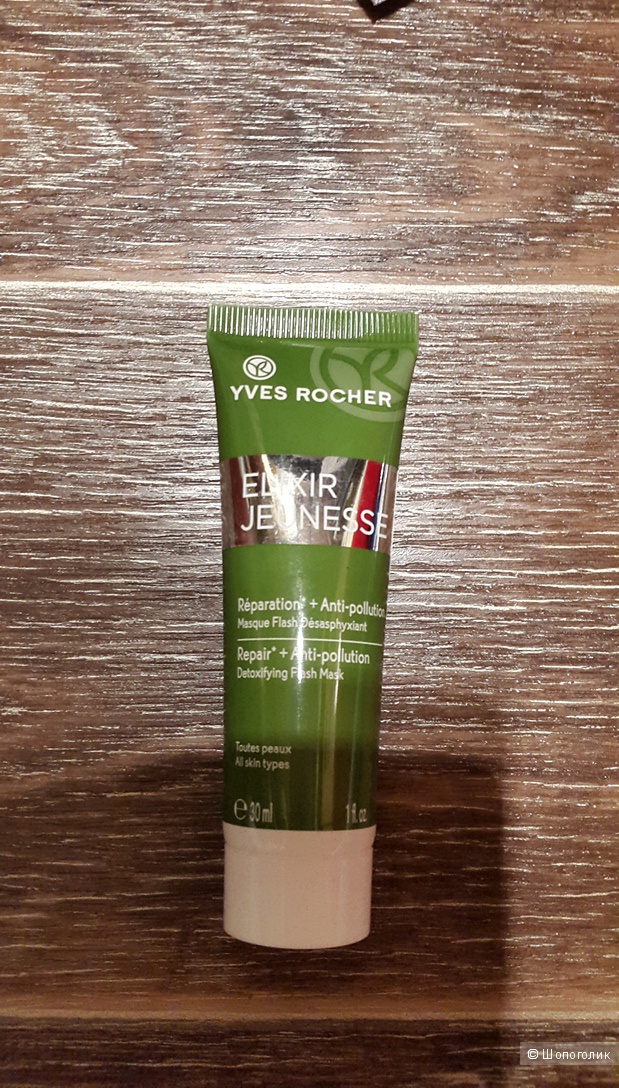 YR
YVES ROCHER
ELIXIR
JEUNESSE
Réparation* + Anti-pollution
Masque Flash Désasphyxiant
Repair* + Anti-pollution
Detoxifying Flash Mask
Toutes peaux
All skin types
℮ 30 ml 1 fl. oz.
© Шопоголик